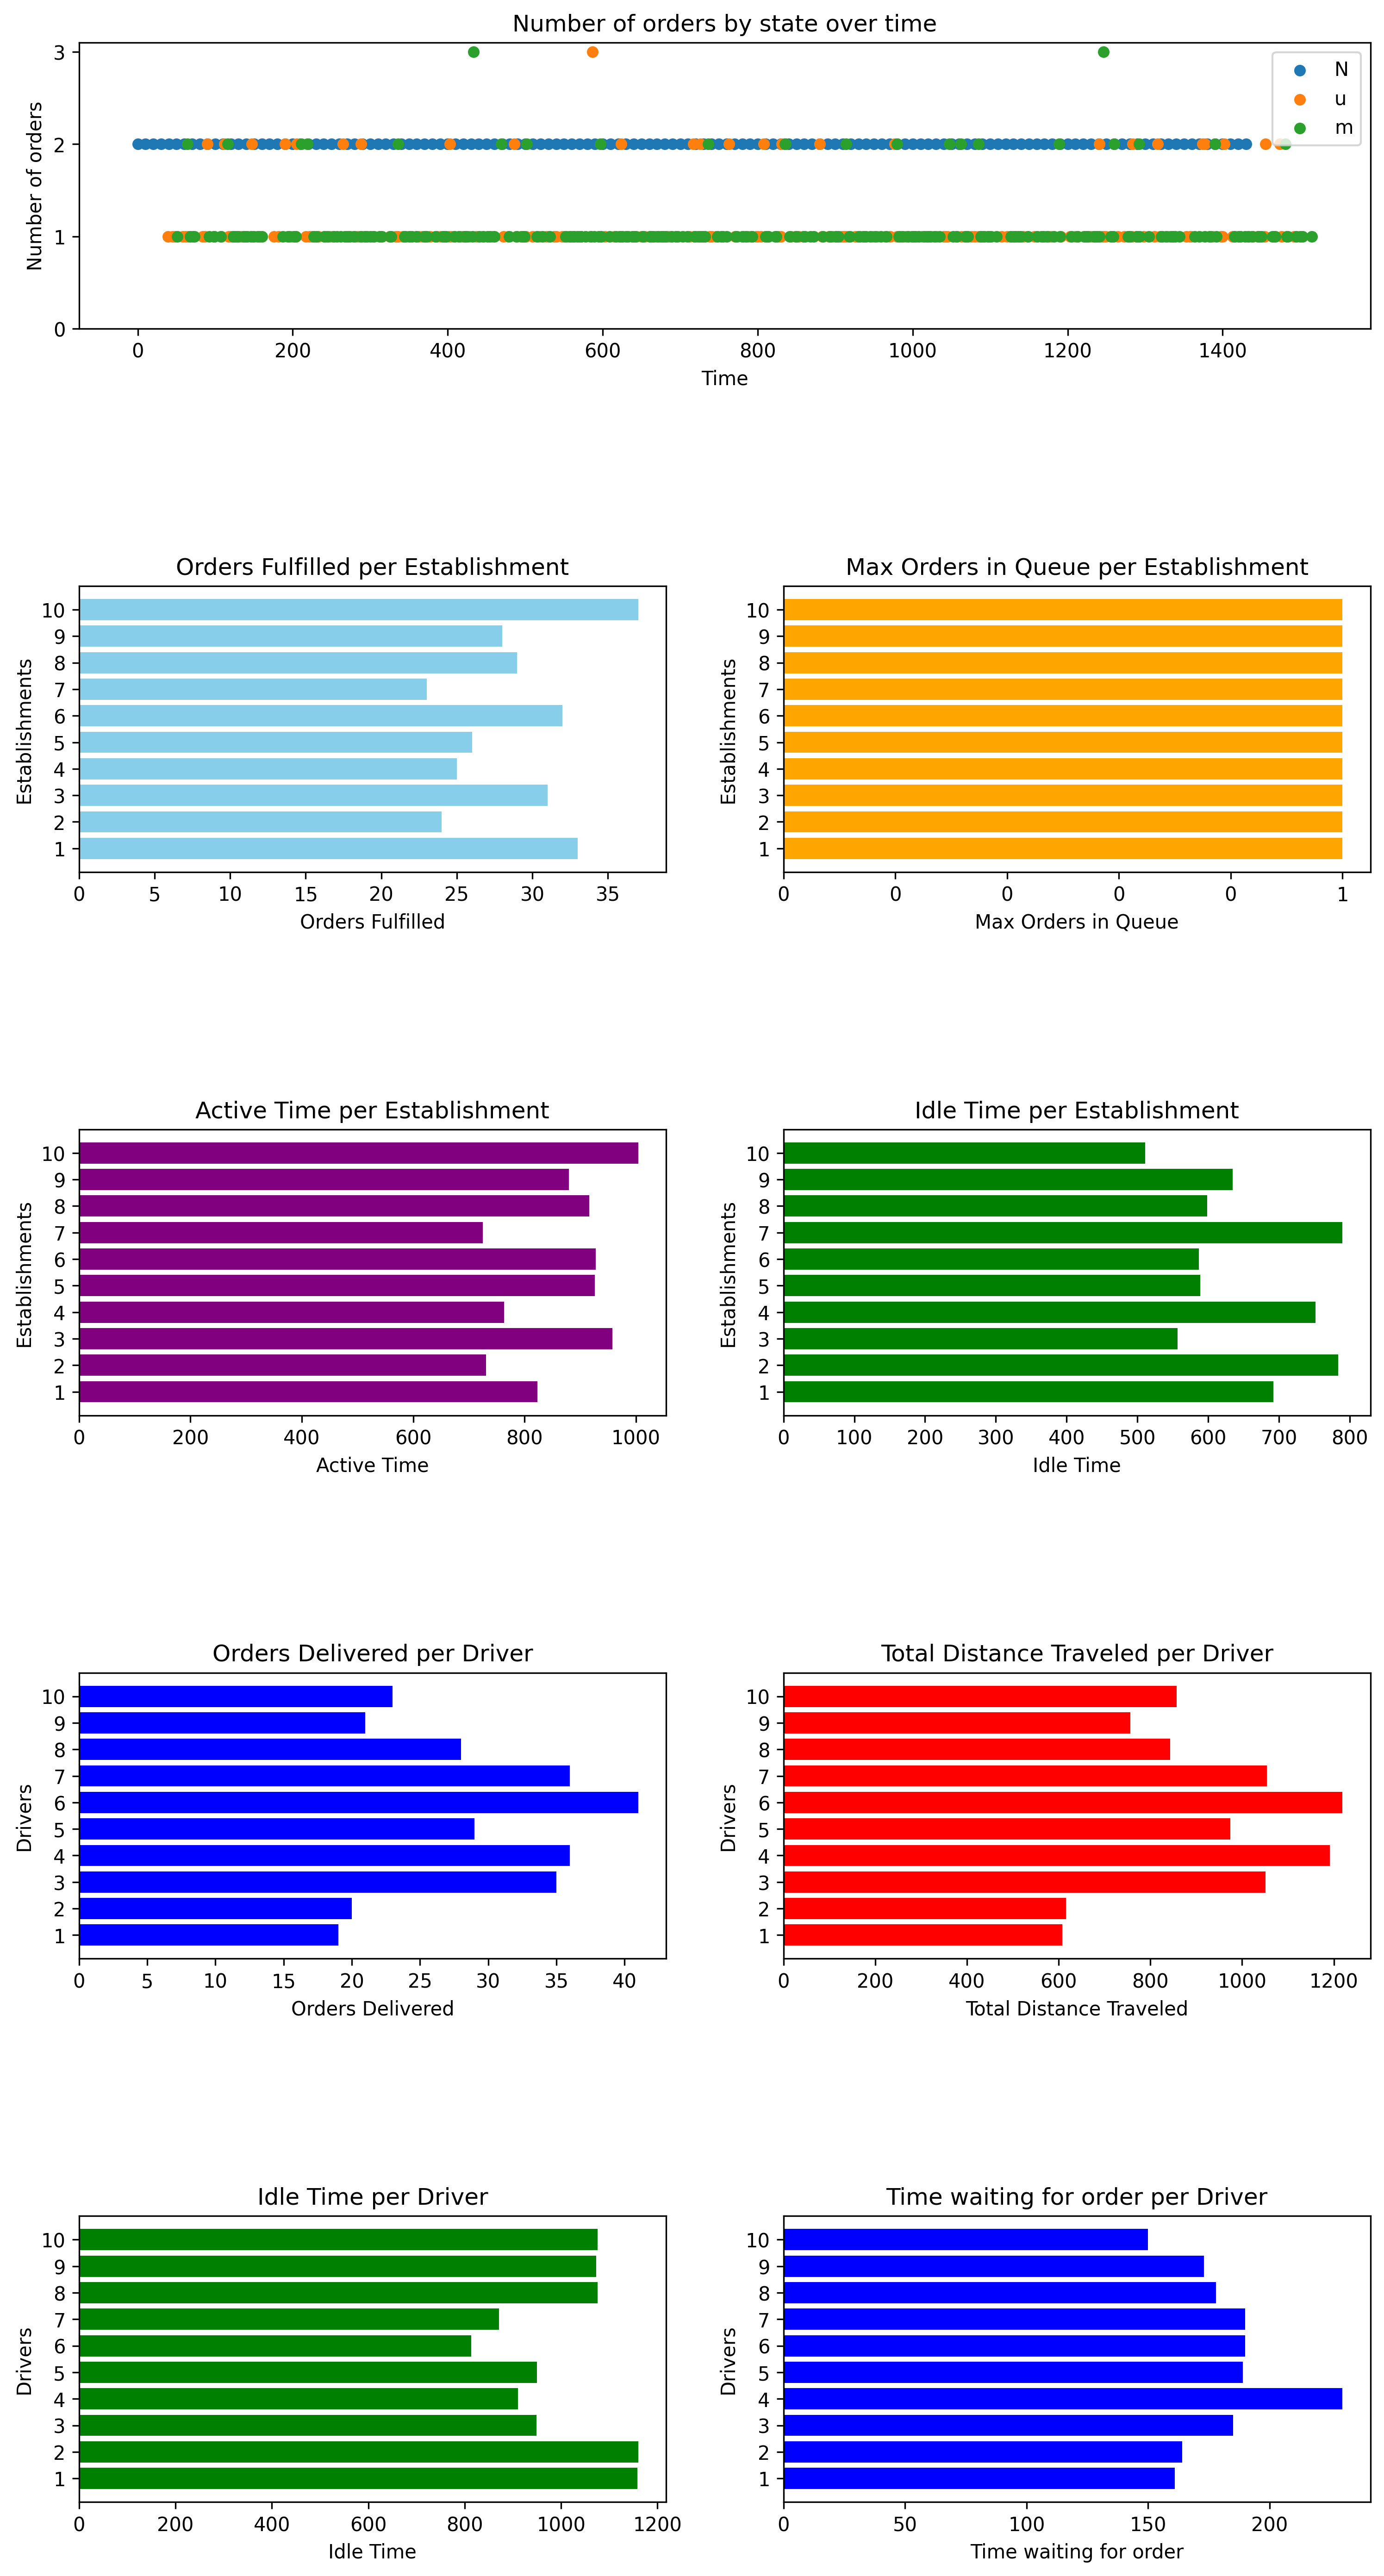 Number of orders by state over time
Number of orders
3
2
1
0
N
u
m
0 200 400 600 800 1000 1200 1400
Time
Orders Fulfilled per Establishment
Establishments
10
9
8
7
6
5
4
3
2
1
0 5 10 15 20 25 30 35
Orders Fulfilled
Max Orders in Queue per Establishment
Establishments
10
9
8
7
6
5
4
3
2
1
0 0 0 0 0 1
Max Orders in Queue
Active Time per Establishment
Establishments
10
9
8
7
6
5
4
3
2
1
0 200 400 600 800 1000
Active Time
Idle Time per Establishment
Establishments
10
9
8
7
6
5
4
3
2
1
0 100 200 300 400 500 600 700 800
Idle Time
Orders Delivered per Driver
Drivers
10
9
8
7
6
5
4
3
2
1
0 5 10 15 20 25 30 35 40
Orders Delivered
Total Distance Traveled per Driver
Drivers
10
9
8
7
6
5
4
3
2
1
0 200 400 600 800 1000 1200
Total Distance Traveled
Idle Time per Driver
Drivers
10
9
8
7
6
5
4
3
2
1
0 200 400 600 800 1000 1200
Idle Time
Time waiting for order per Driver
Drivers
10
9
8
7
6
5
4
3
2
1
0 50 100 150 200
Time waiting for order